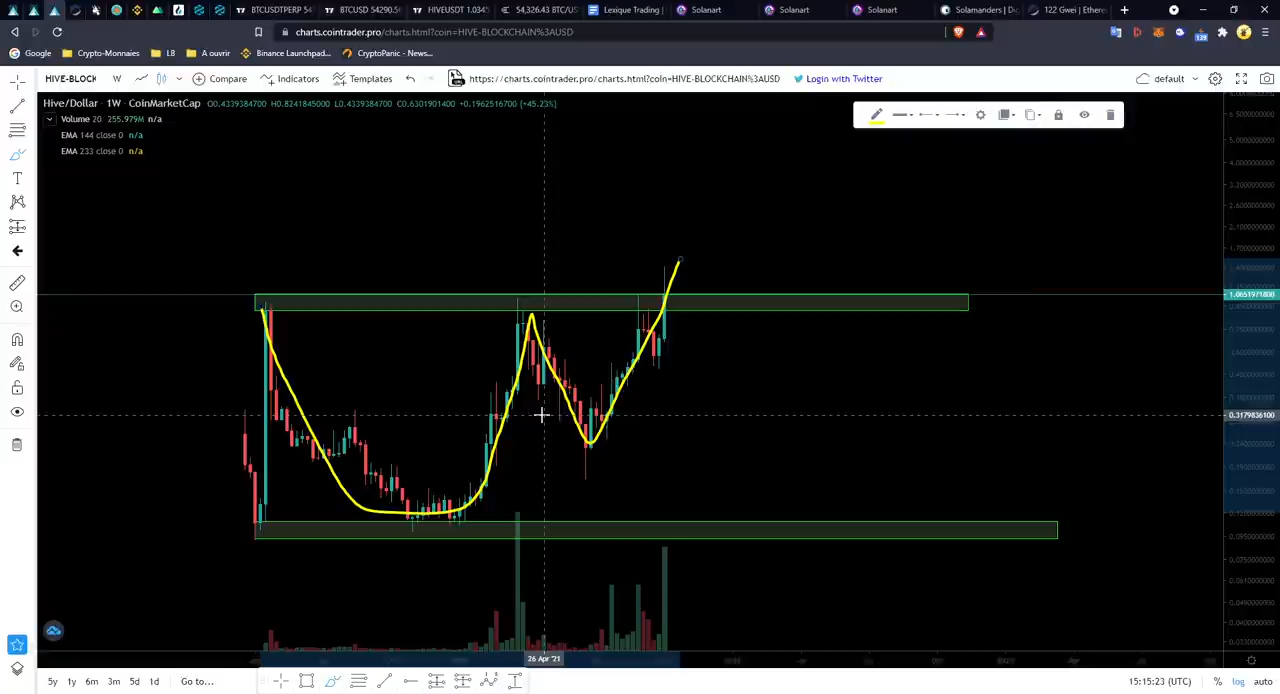 BTCUSDTPERP 54
BTCUSD 54290.5
HIVEUSDT 1.0345
54,326.43 BTC/US
Lexique Trading |
Solanart
Solanart
Solanart
Solamanders | Di
122 Gwei | Ethere
charts.cointrader.pro/charts.html?coin=HIVE-BLOCKCHAIN%3AUSD
Google
Crypto-Monnaies
LB
A ouvrir
Binance Launchpad...
CryptoPanic - News...
HIVE-BLOCK
W
Compare
Indicators
Templates
https://charts.cointrader.pro/charts.html?coin=HIVE-BLOCKCHAIN%3AUSD
Login with Twitter
default
Hive/Dollar · 1W · CoinMarketCap O0.4339384700 H0.8241845000 L0.4339384700 C0.6301901400 +0.1962516700 (+45.23%)
Volume 20 255.979M n/a
EMA 144 close 0 n/a
EMA 233 close 0 n/a
1.0651971800
0.3179836100
26 Apr '21
5y 1y 6m 3m 5d 1d Go to...
15:15:23 (UTC) % log auto